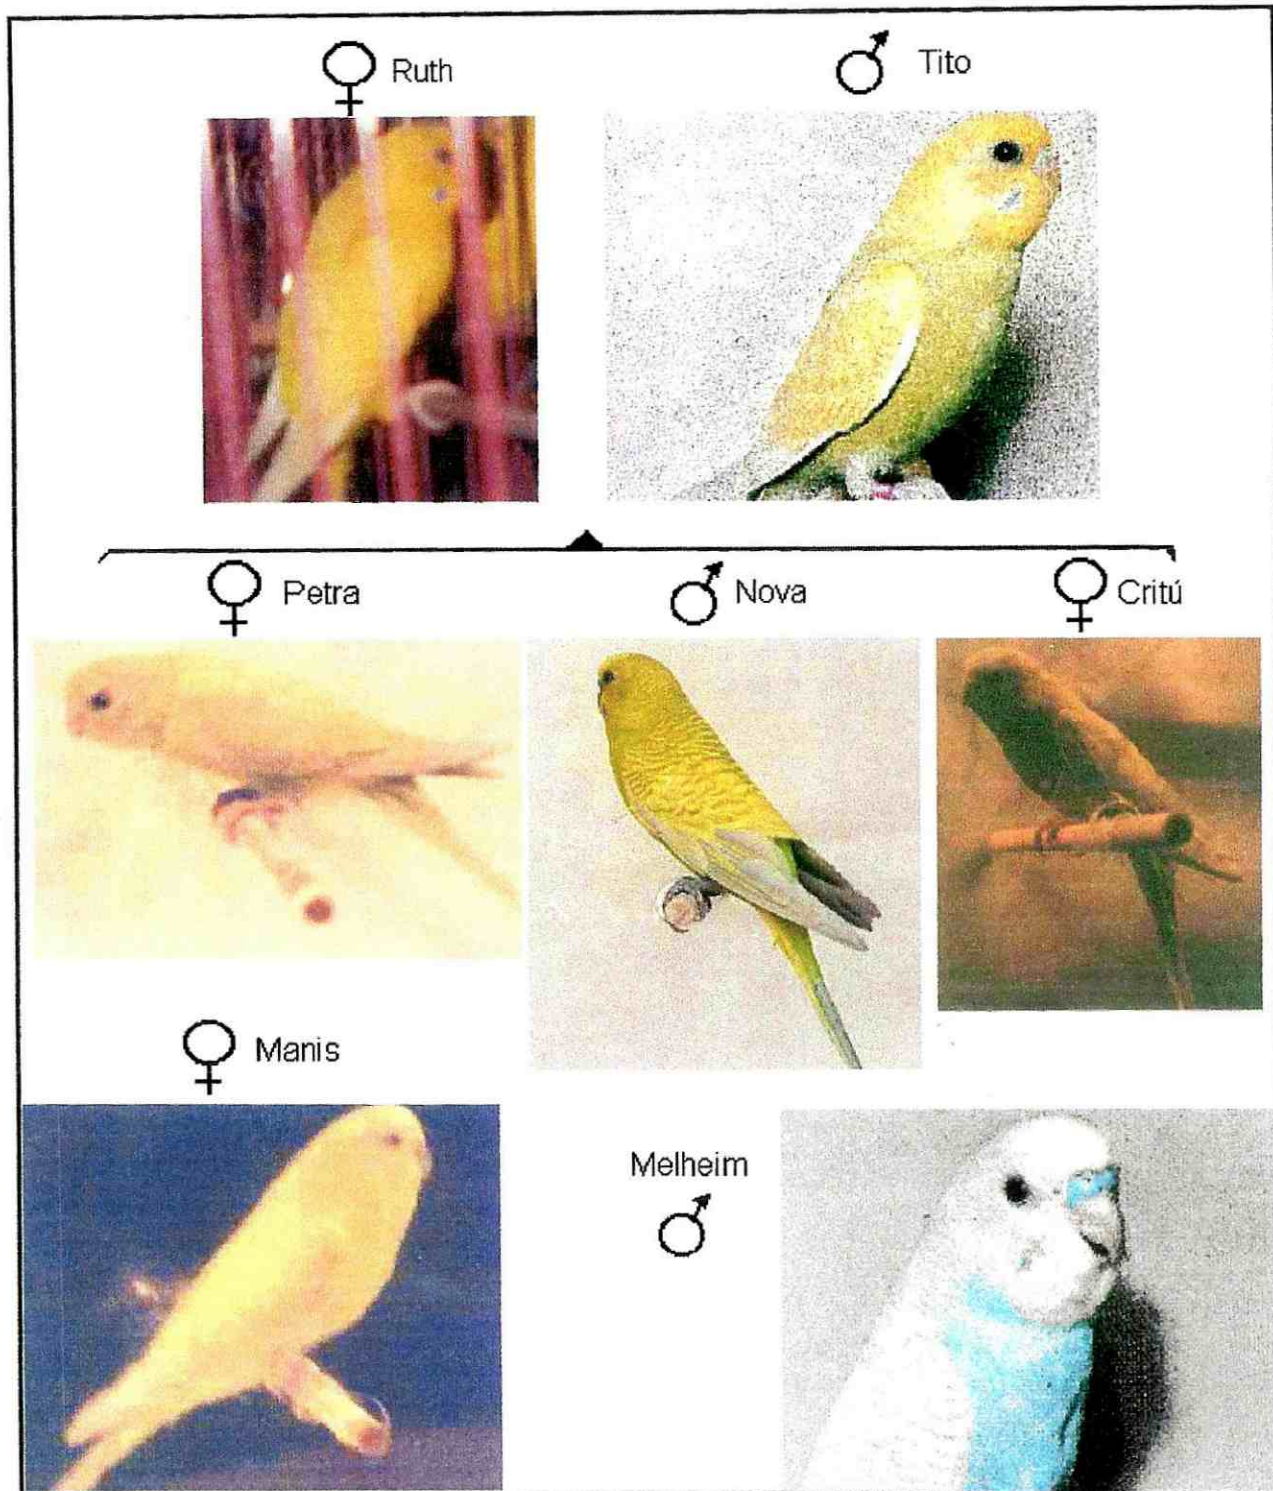 ♀ Ruth
♂ Tito
♀ Petra
♂ Nova
♀ Critú
♀ Manis
Melheim
♂